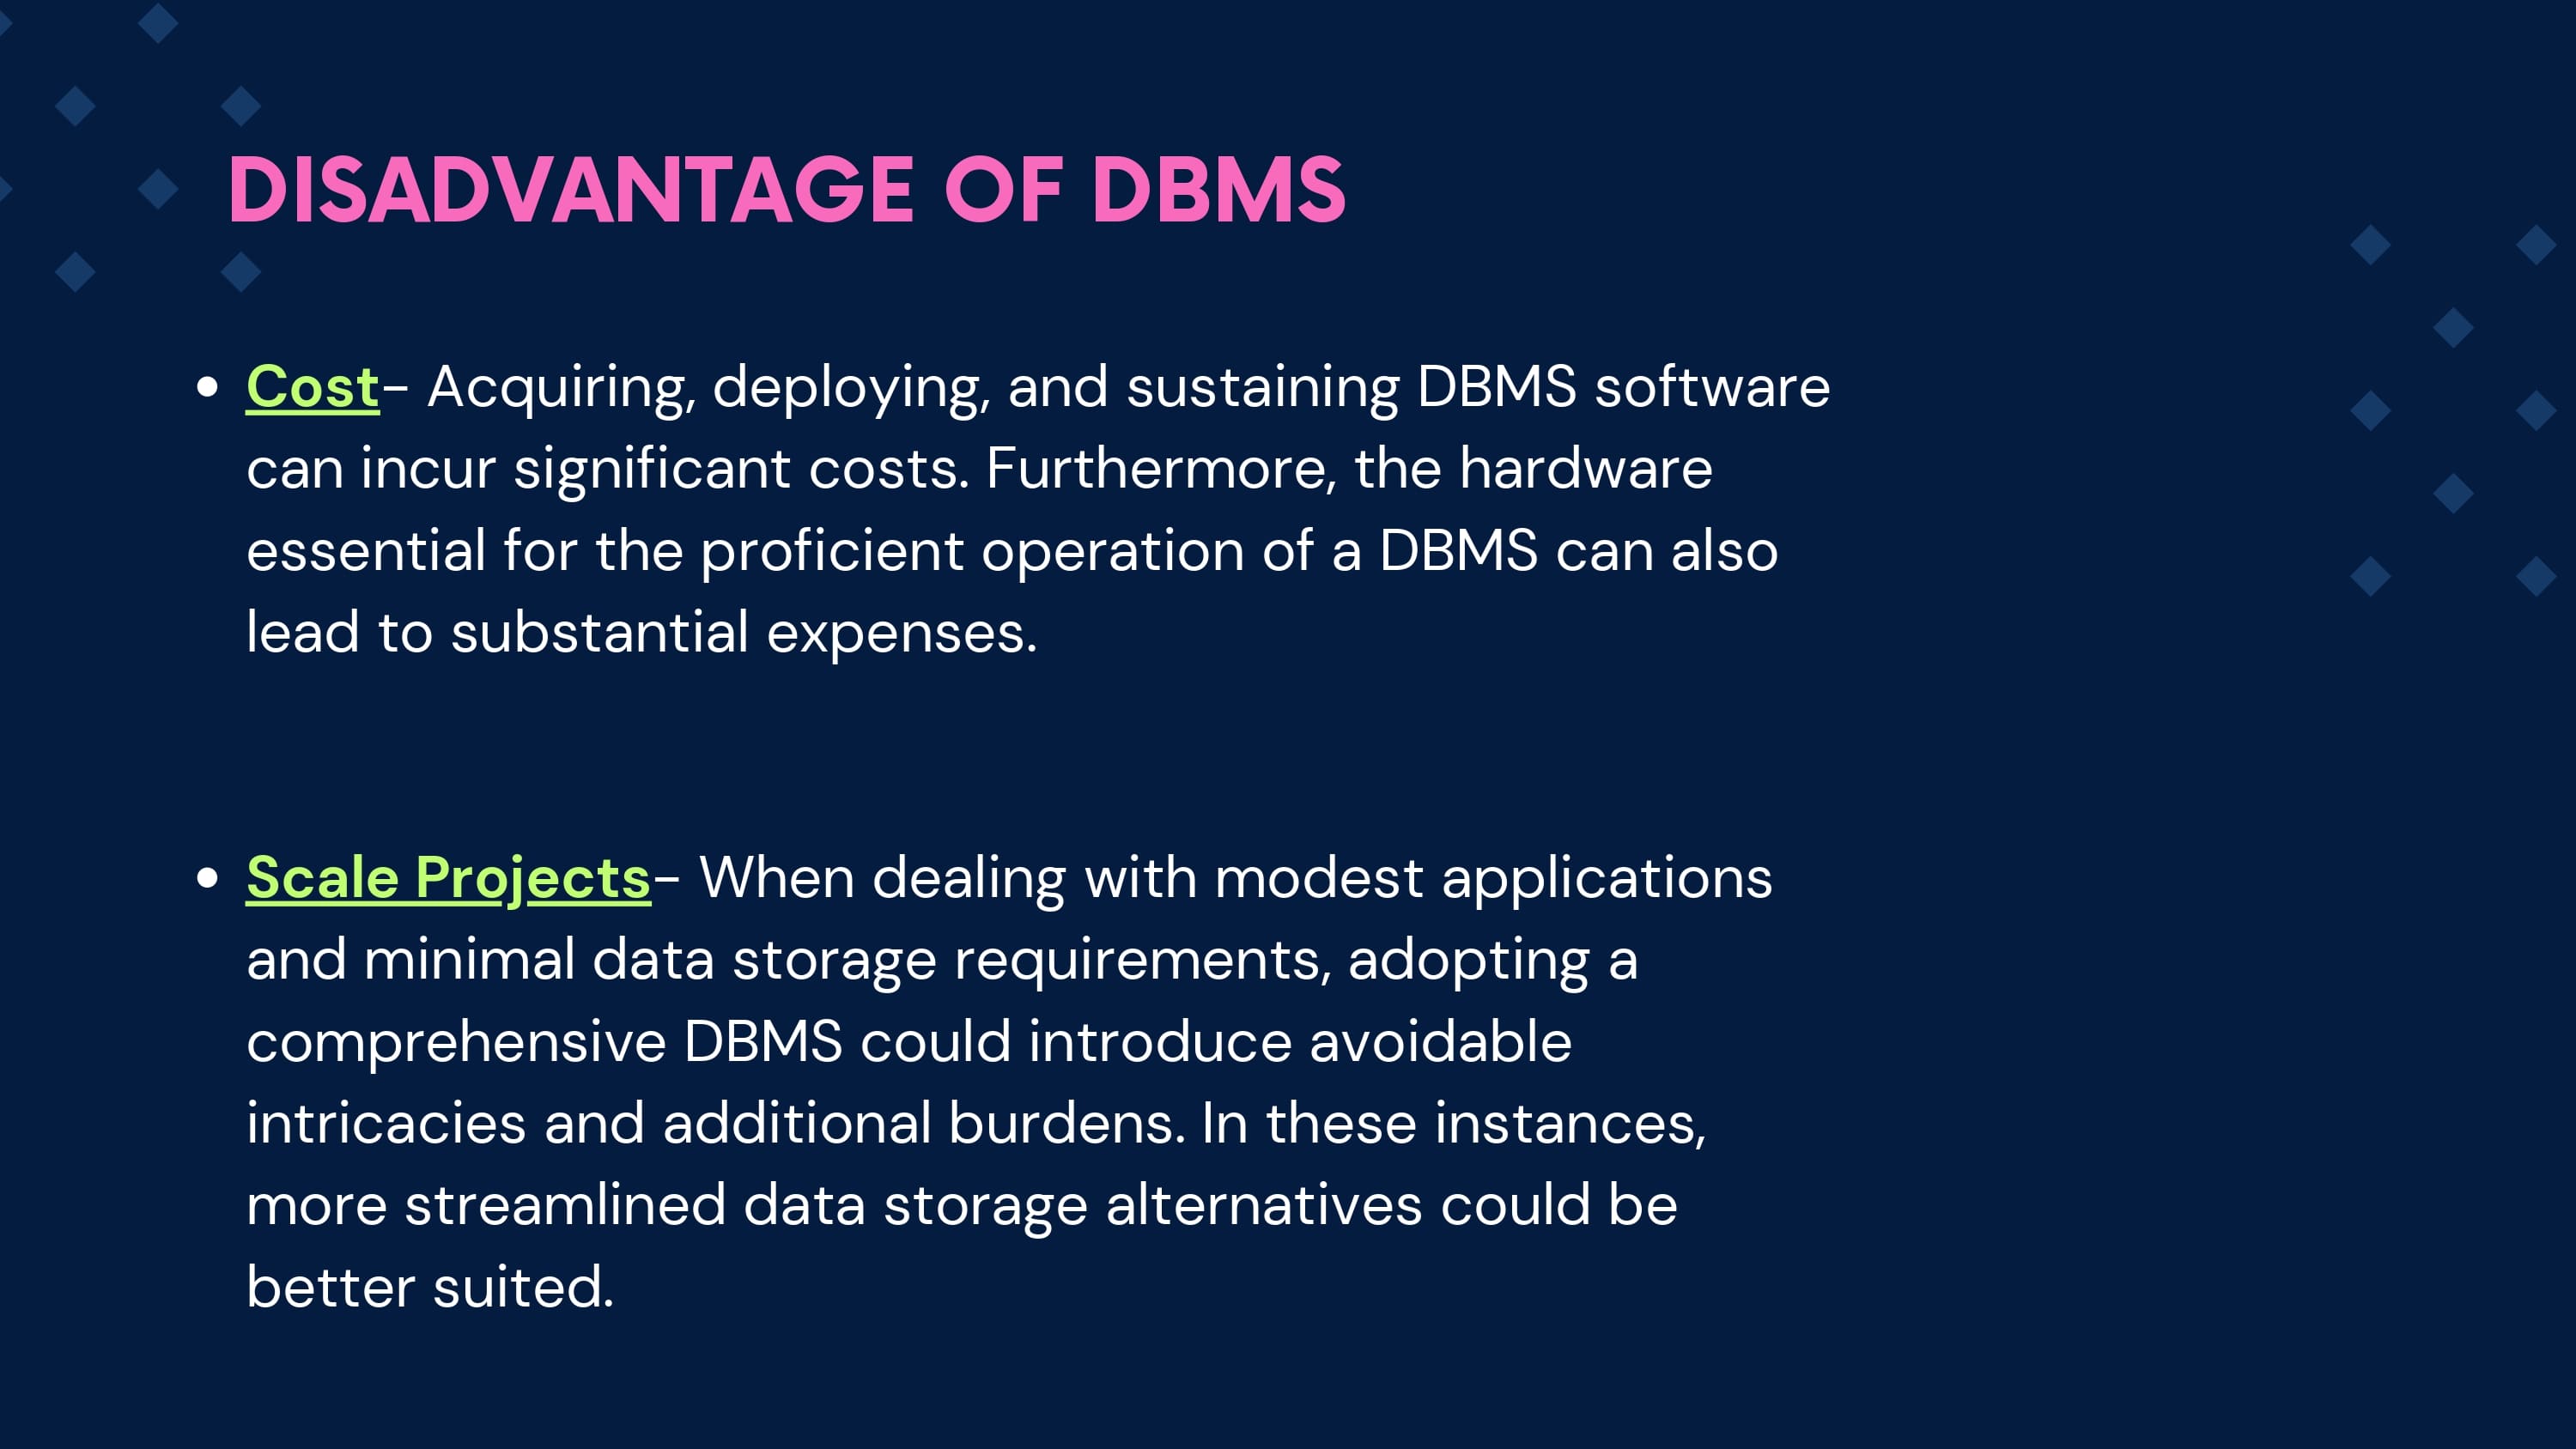 DISADVANTAGE OF DBMS
• Cost- Acquiring, deploying, and sustaining DBMS software
can incur significant costs. Furthermore, the hardware
essential for the proficient operation of a DBMS can also
lead to substantial expenses.
• Scale Projects- When dealing with modest applications
and minimal data storage requirements, adopting a
comprehensive DBMS could introduce avoidable
intricacies and additional burdens. In these instances,
more streamlined data storage alternatives could be
better suited.